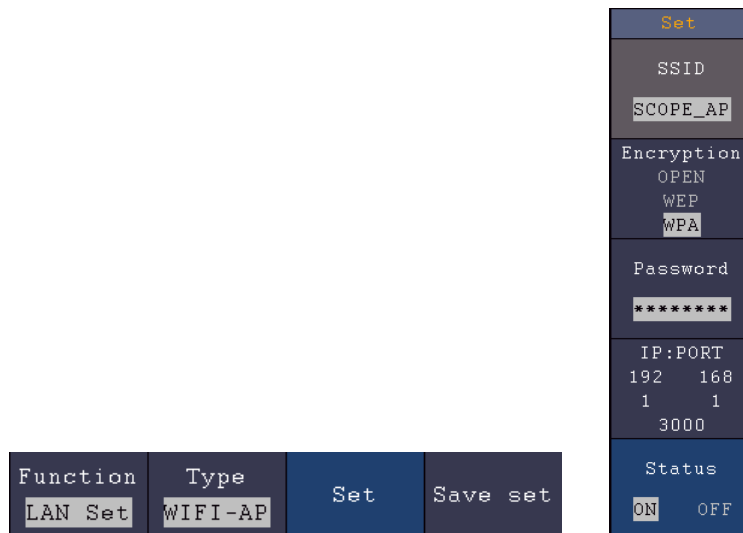 Set
SSID
SCOPE_AP
Encryption
OPEN
WEP
WPA
Password
********
IP:PORT
192 168
1 1
3000
Status
ON OFF
Function Type
LAN Set WIFI-AP Set Save set